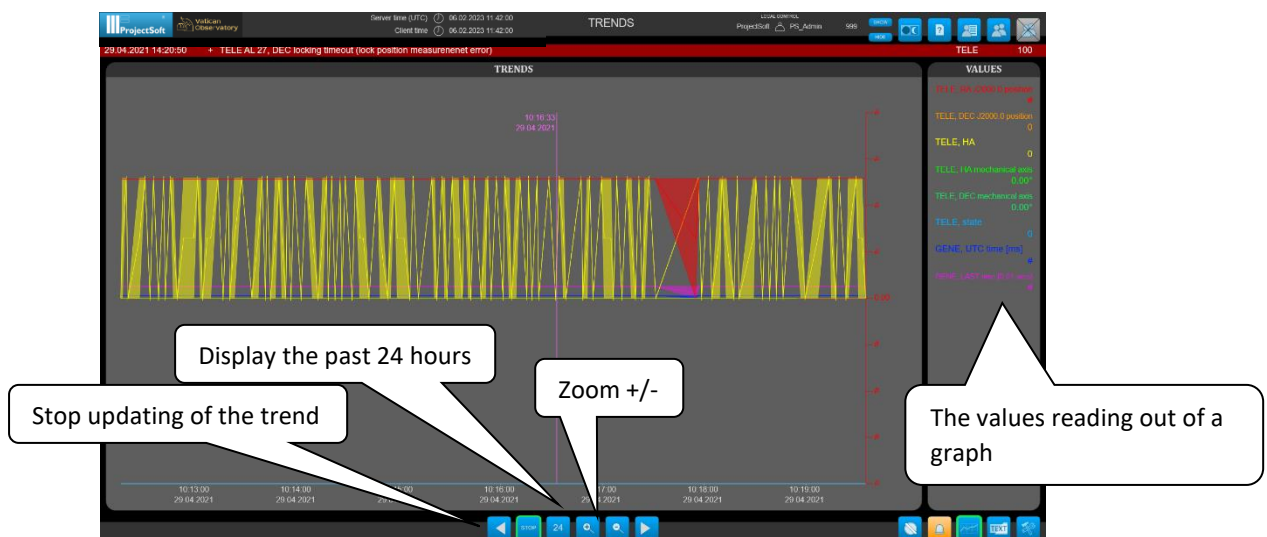 ProjectSoft
Vatican
Observatory
Server time (UTC) 06.02.2023 11:42:00
Client time 06.02.2023 11:42:00
TRENDS
LOCAL CONTROL
ProjectSoft PS_Admin 999
SHOW
HIDE
29.04.2021 14:20:50 + TELE AL 27, DEC locking timeout (lock position measurenenet error) TELE 100
TRENDS
VALUES
TELE, HA J2000.0 position
#
TELE, DEC J2000.0 position
0
TELE, HA
0
TELE, HA mechanical axis
0.00°
TELE, DEC mechanical axis
0.00°
TELE, state
0
GENE, UTC time [ms]
#
10:16:33
29.04.2021
0.00
Display the past 24 hours
Stop updating of the trend
Zoom +/-
The values reading out of a
graph
10:13:00
29.04.2021
10:14:00
29.04.2021
10:16:00
29.04.2021
10:18:00
29.04.2021
10:19:00
29.04.2021
STOP
24
TEXT